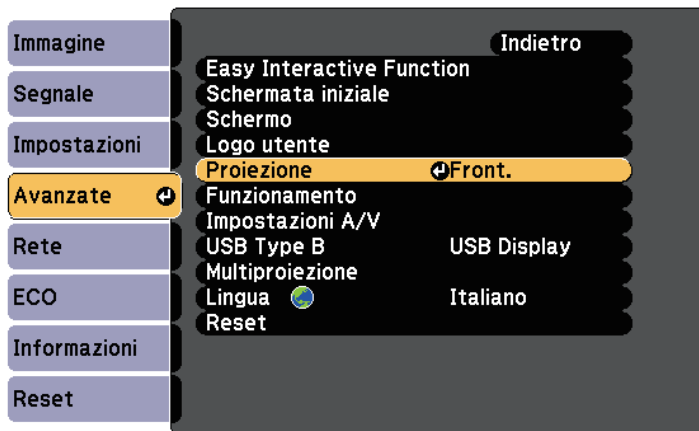 Immagine
Segnale
Impostazioni
Avanzate
Rete
ECO
Informazioni
Reset
Indietro
Easy Interactive Function
Schermata iniziale
Schermo
Logo utente
Proiezione Front.
Funzionamento
Impostazioni A/V
USB Type B USB Display
Multiproiezione
Lingua Italiano
Reset